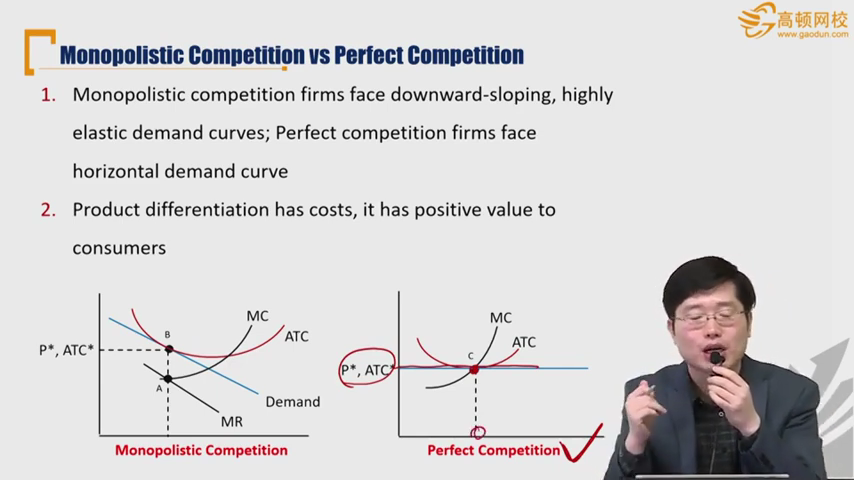 高顿网校
www.gaodun.com
Monopolistic Competition vs Perfect Competition
1. Monopolistic competition firms face downward-sloping, highly
elastic demand curves; Perfect competition firms face
horizontal demand curve
2. Product differentiation has costs, it has positive value to
consumers
MC
ATC
B
P*, ATC*
A
Demand
MR
Monopolistic Competition
MC
ATC
C
P*, ATC*
Perfect Competition